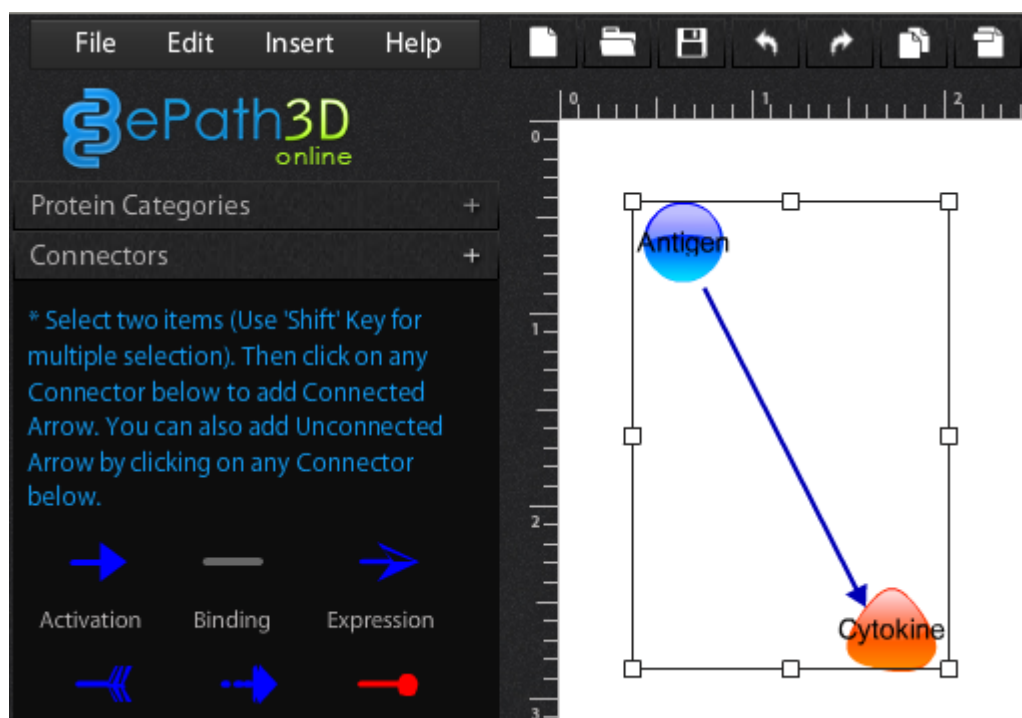 File Edit Insert Help
ePath3D
online
Protein Categories +
Connectors +
* Select two items (Use 'Shift' Key for
multiple selection). Then click on any
Connector below to add Connected
Arrow. You can also add Unconnected
Arrow by clicking on any Connector
below.
Activation Binding Expression
0 1 2
0
1
2
3
Antigen
Cytokine